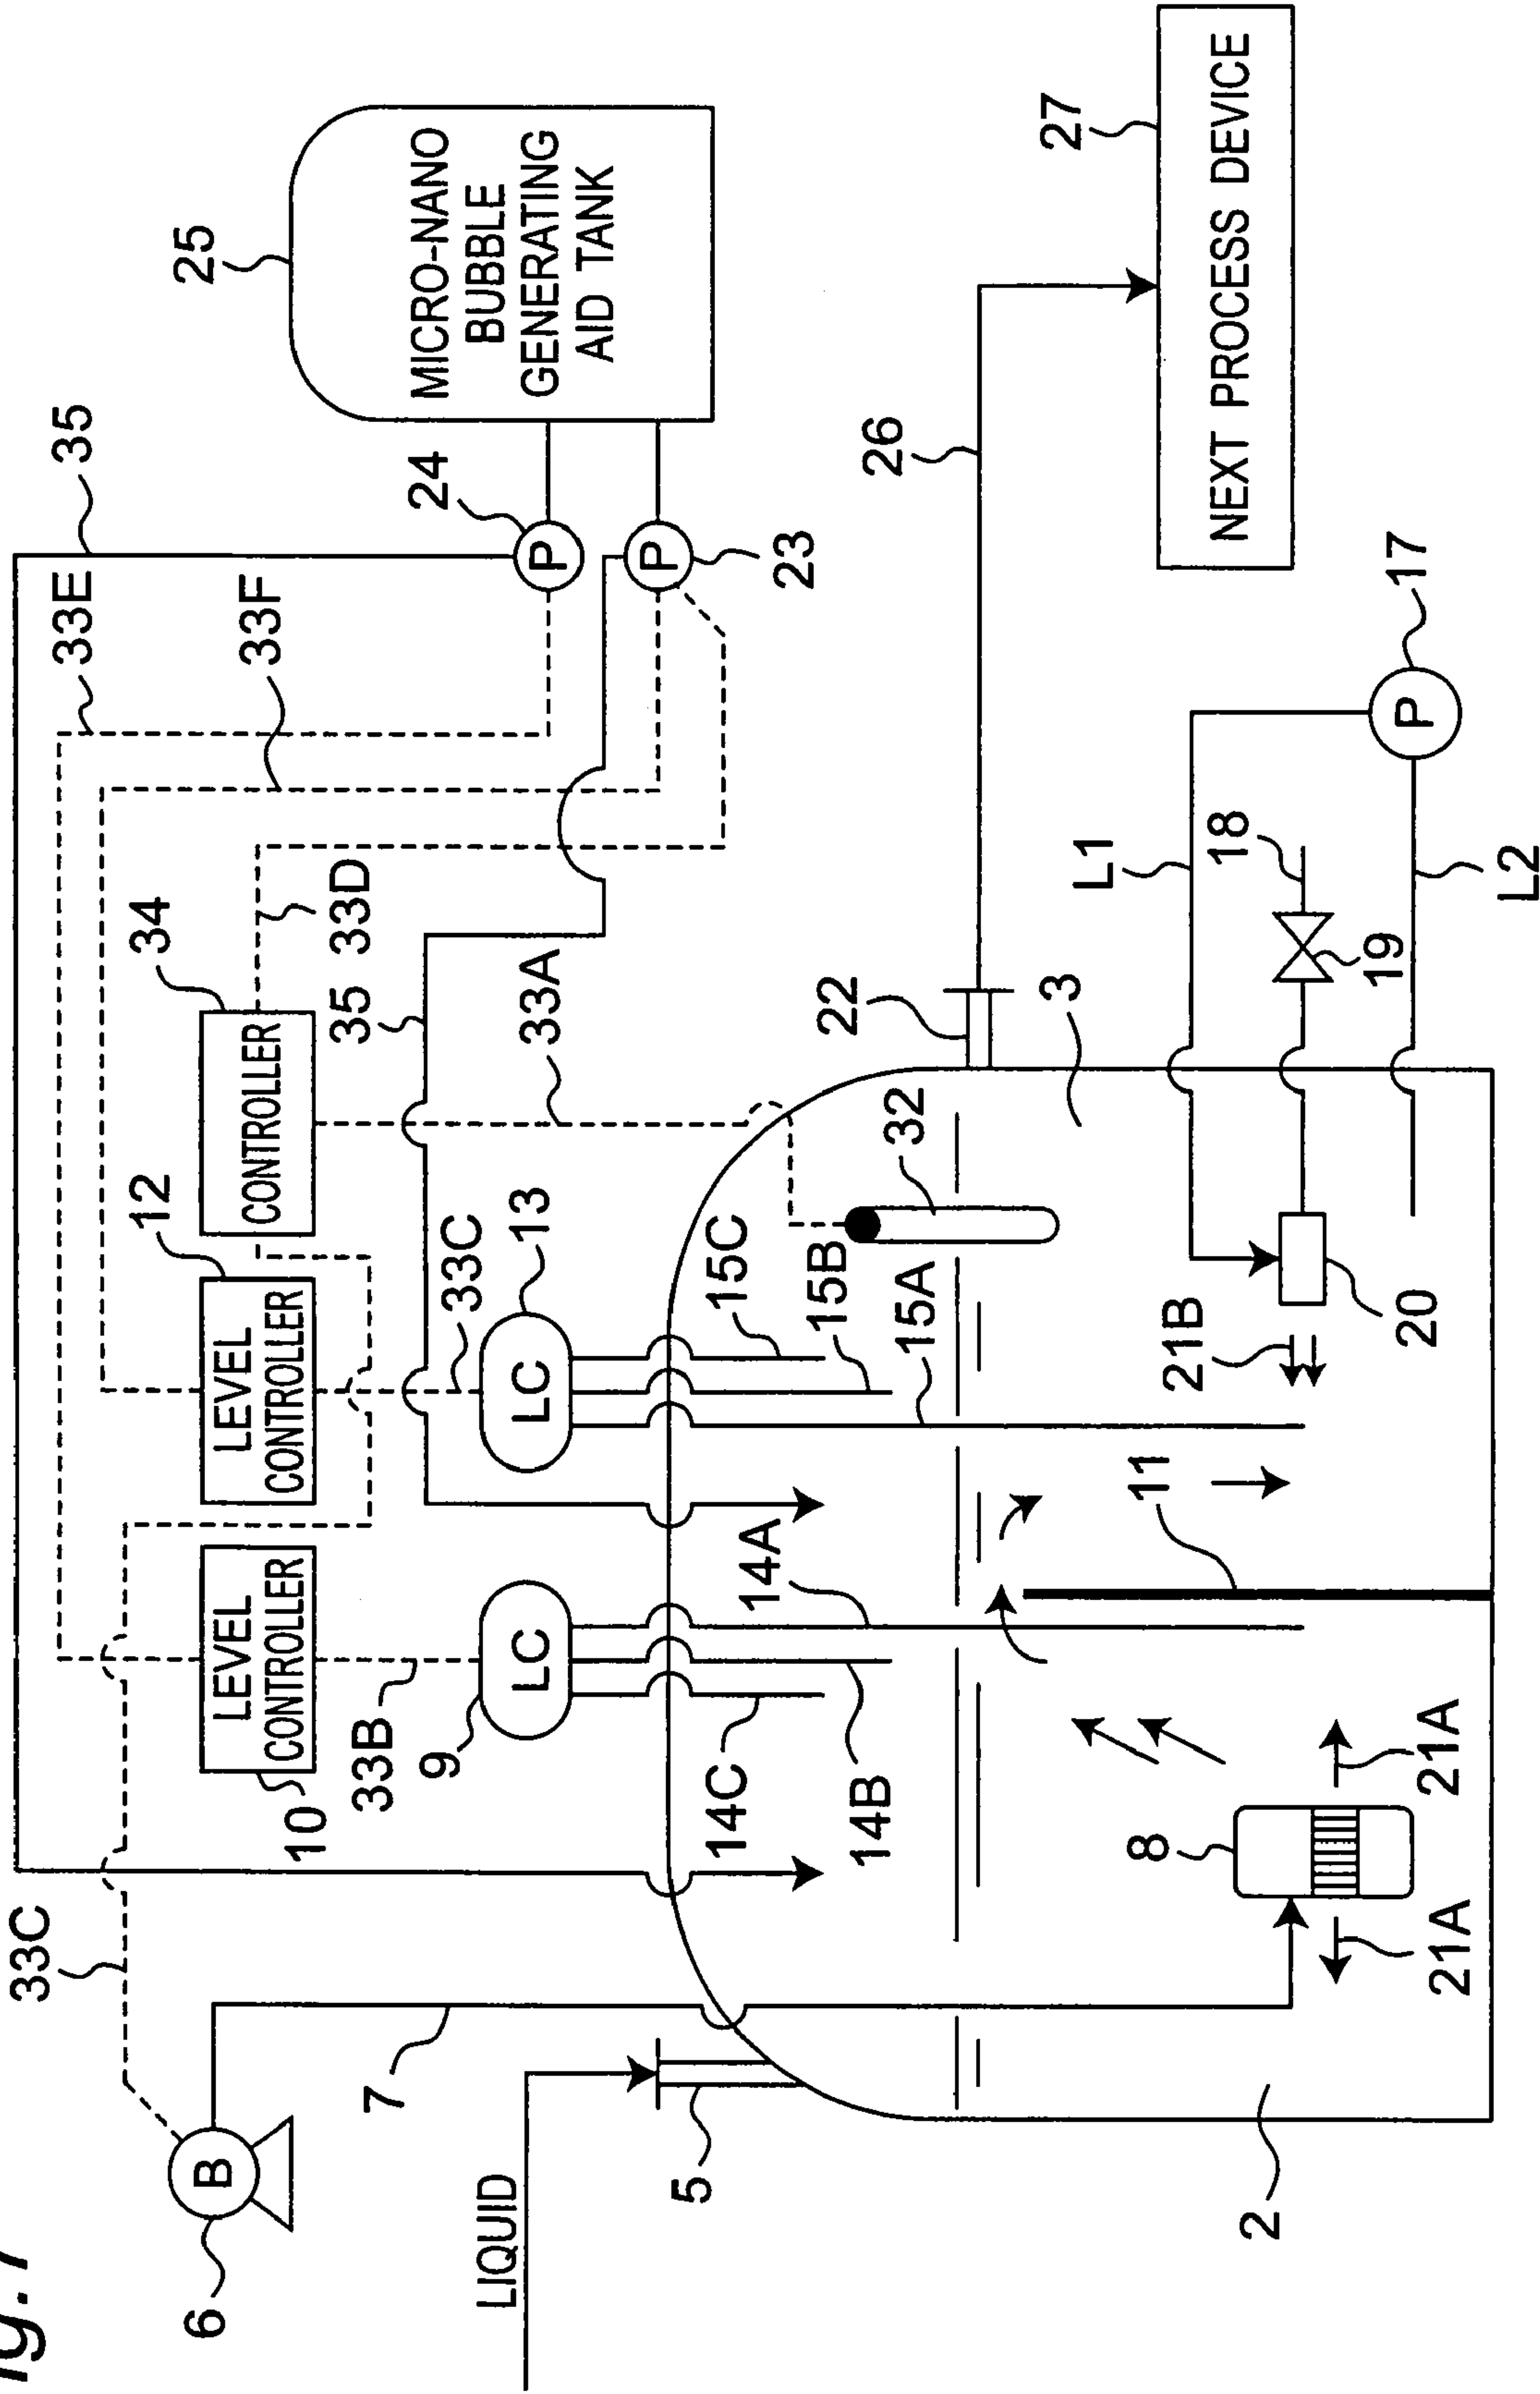 ig.7
35
33E
33F
25
MICRO-NANO
BUBBLE
GENERATING
AID TANK
24
P
P
23
34
33D
CONTROLLER
12
LEVEL
CONTROLLER
LEVEL
CONTROLLER
10
33C
B
6
35
33A
33C
13
LC
33B
9
LC
7
LIQUID
5
15C
15B
15A
14A
14C
14B
32
22
3
26
27
NEXT PROCESS DEVICE
17
P
L1
18
19
L2
20
21B
11
8
21A
21A
2